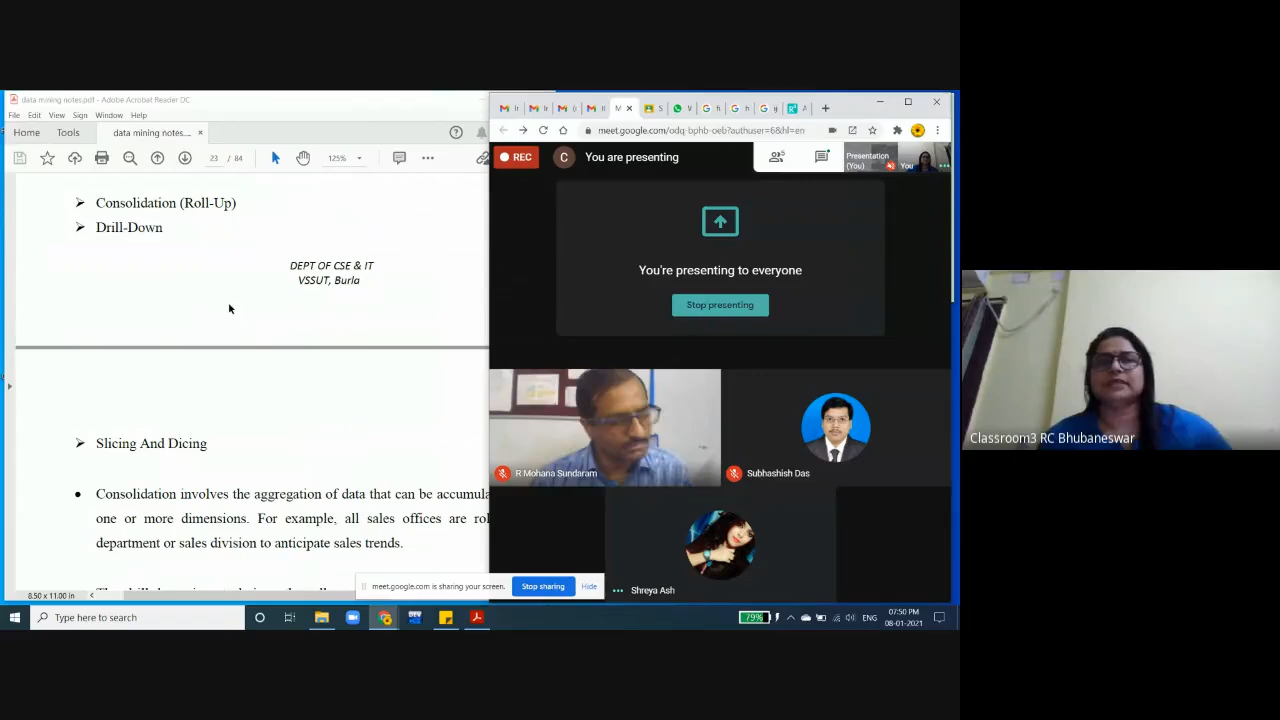 data mining notes.pdf - Adobe Acrobat Reader DC
File Edit View Sign Window Help
Home Tools data mining notes.... ×
23 / 84 125%
➢ Consolidation (Roll-Up)
➢ Drill-Down
DEPT OF CSE & IT
VSSUT, Burla
➢ Slicing And Dicing
• Consolidation involves the aggregation of data that can be accumula
one or more dimensions. For example, all sales offices are rol
department or sales division to anticipate sales trends.
8.50 x 11.00 in
meet.google.com/odq-bphb-oeb?authuser=6&hl=en
REC C You are presenting
5
Presentation
(You)
You
You're presenting to everyone
Stop presenting
R Mohana Sundaram
Subhashish Das
Shreya Ash
meet.google.com is sharing your screen. Stop sharing Hide
Classroom3 RC Bhubaneswar
Type here to search
79% ENG 07:50 PM
08-01-2021